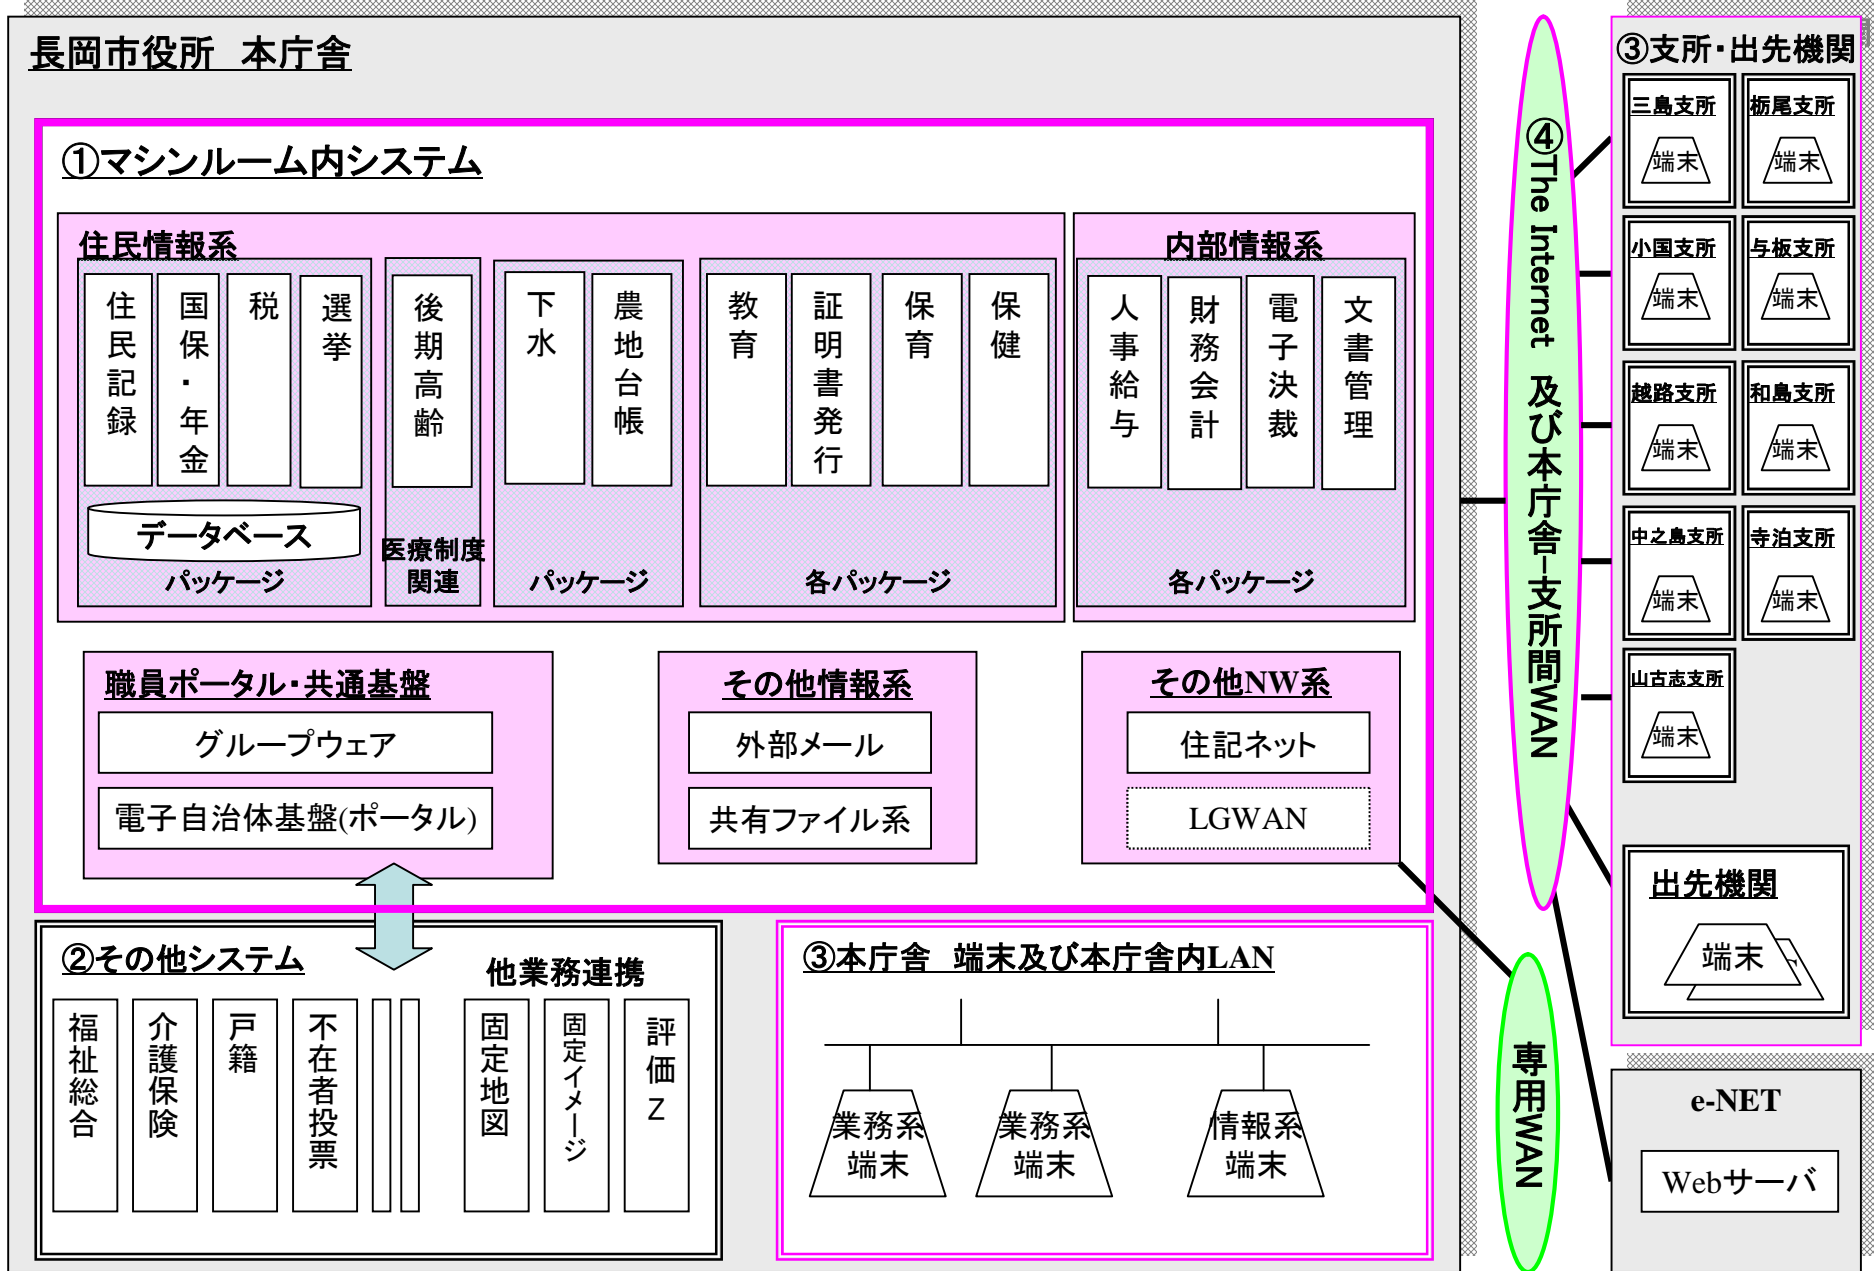 長岡市役所 本庁舎
①マシンルーム内システム
住民情報系
住民記録
国保・年金
税
選挙
データベース
パッケージ
後期高齢
医療制度
関連
下水
農地台帳
パッケージ
教育
証明書発行
保育
保健
各パッケージ
内部情報系
人事給与
財務会計
電子決裁
文書管理
各パッケージ
職員ポータル・共通基盤
グループウェア
電子自治体基盤(ポータル)
その他情報系
外部メール
共有ファイル系
その他NW系
住記ネット
LGWAN
②その他システム
他業務連携
福祉総合
介護保険
戸籍
不在者投票
固定地図
固定イメージ
評価Z
③本庁舎 端末及び本庁舎内LAN
業務系
端末
業務系
端末
情報系
端末
④The Internet 及び本庁舎-支所間WAN
専用WAN
③支所・出先機関
三島支所
端末
栃尾支所
端末
小国支所
端末
与板支所
端末
越路支所
端末
和島支所
端末
中之島支所
端末
寺泊支所
端末
山古志支所
端末
出先機関
端末
e-NET
Webサーバ